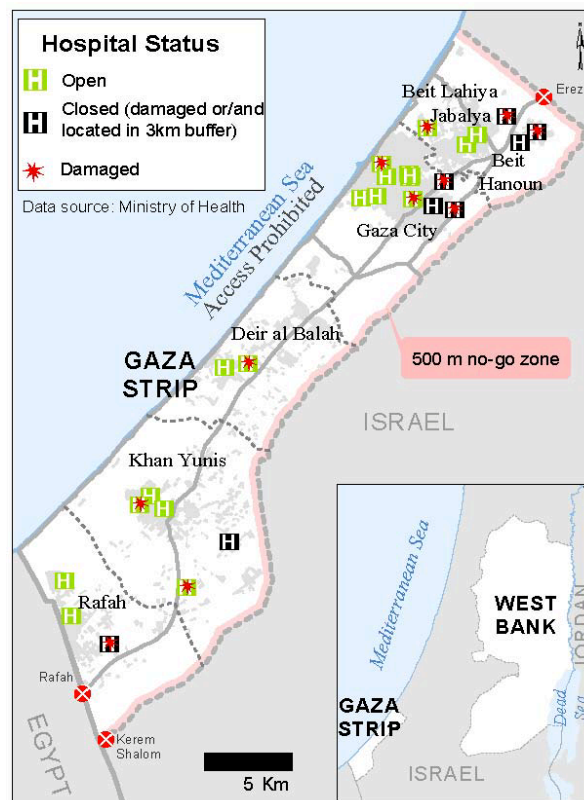 Hospital Status
H Open
H Closed (damaged or/and
located in 3km buffer)
Damaged
Data source: Ministry of Health
Erez
Beit Lahiya
Jabalya
Beit
Hanoun
Gaza City
Mediterranean Sea
Access Prohibited
Deir al Balah
GAZA
STRIP
500 m no-go zone
ISRAEL
Khan Yunis
Rafah
Rafah
Kerem
Shalom
EGYPT
5 Km
Mediterranean Sea
WEST
BANK
JORDAN
Dead
Sea
GAZA
STRIP
ISRAEL